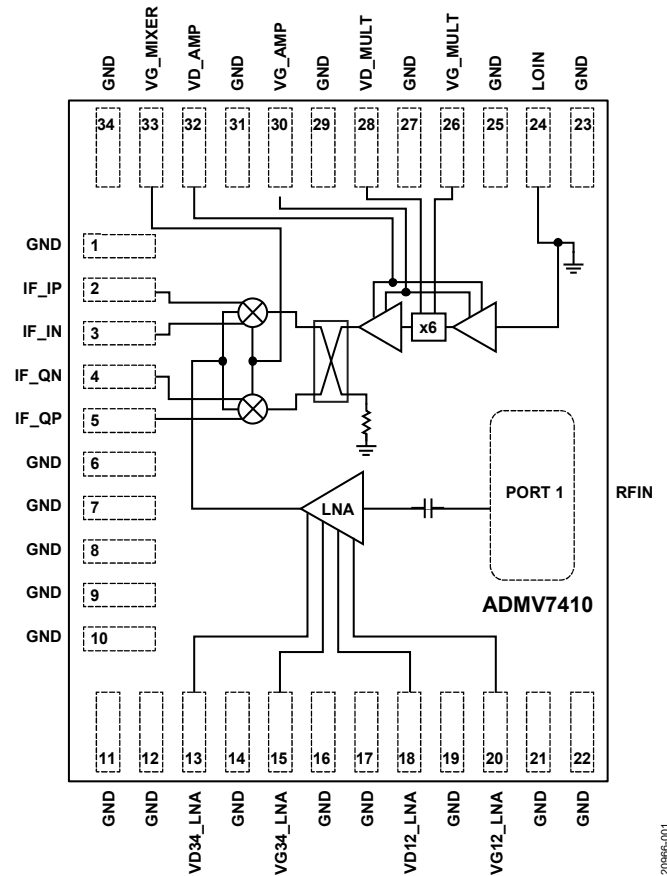 GND
VG_MIXER
VD_AMP
GND
VG_AMP
GND
VD_MULT
GND
VG_MULT
GND
LOIN
GND
34
33
32
31
30
29
28
27
26
25
24
23
GND 1
IF_IP 2
IF_IN 3
IF_QN 4
IF_QP 5
GND 6
GND 7
GND 8
GND 9
GND 10
x6
LNA
PORT 1
RFIN
ADMV7410
11
12
13
14
15
16
17
18
19
20
21
22
GND
GND
VD34_LNA
GND
VG34_LNA
GND
GND
VD12_LNA
GND
VG12_LNA
GND
GND
20966-001